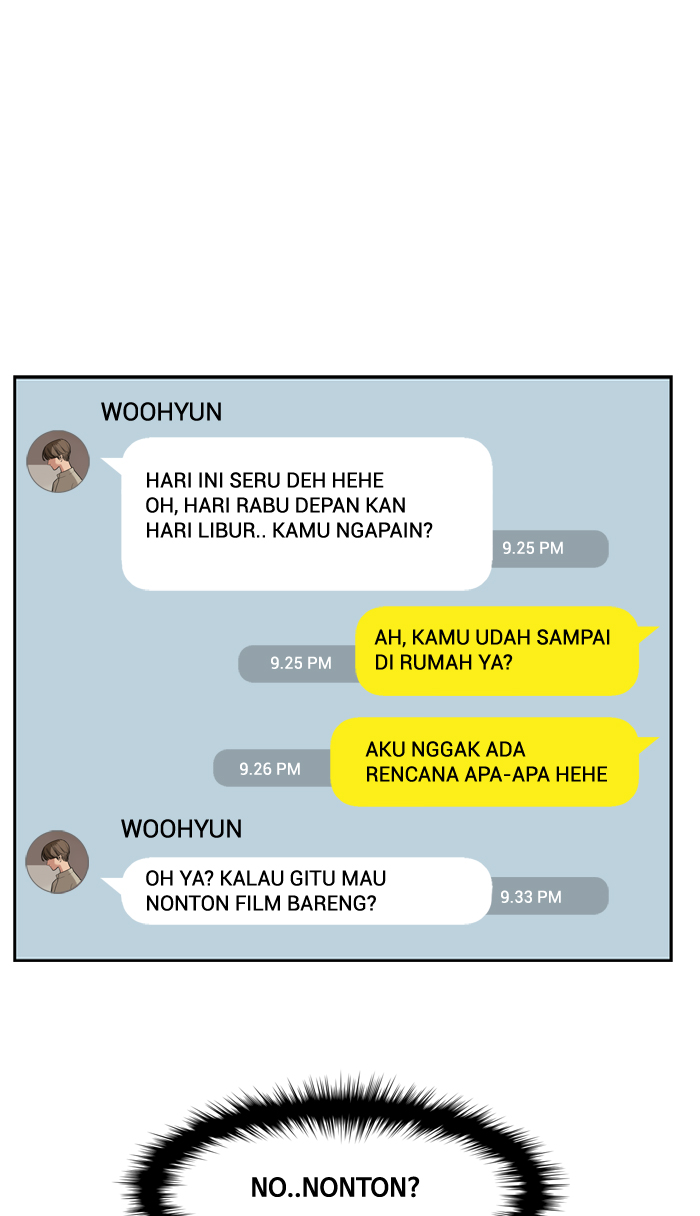 WOOHYUN
HARI INI SERU DEH HEHE
OH, HARI RABU DEPAN KAN
HARI LIBUR.. KAMU NGAPAIN?
9.25 PM
AH, KAMU UDAH SAMPAI
DI RUMAH YA?
9.25 PM
AKU NGGAK ADA
RENCANA APA-APA HEHE
9.26 PM
WOOHYUN
OH YA? KALAU GITU MAU
NONTON FILM BARENG?
9.33 PM
NO..NONTON?